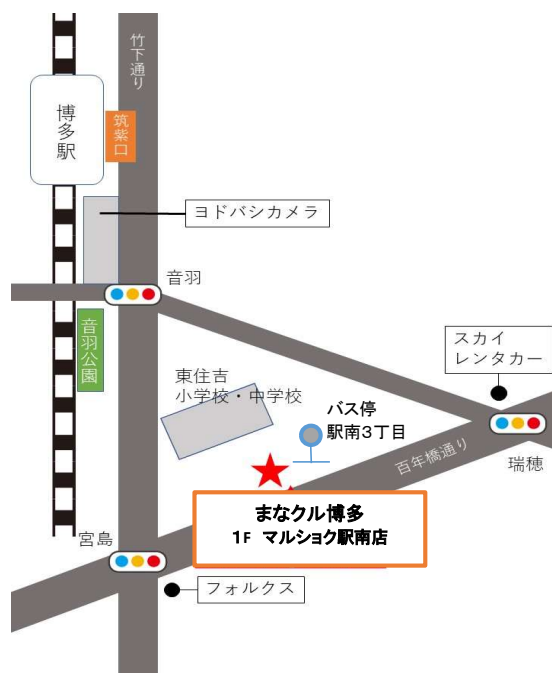 竹下通り
博多駅
筑紫口
ヨドバシカメラ
音羽
音羽公園
スカイ
レンタカー
東住吉
小学校・中学校
バス停
駅南3丁目
百年橋通り
瑞穂
まなクル博多
1F マルショク駅南店
宮島
フォルクス